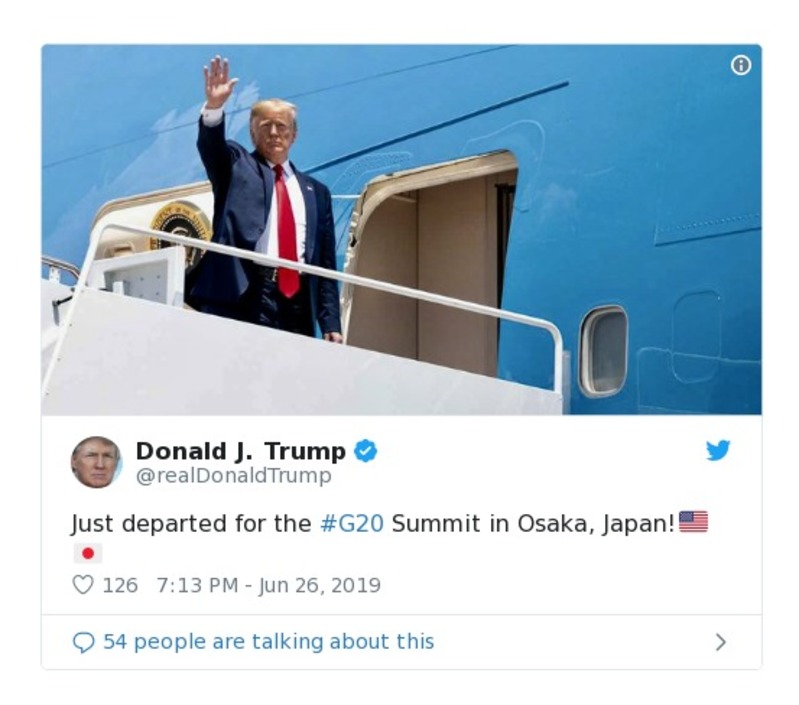 Donald J. Trump
@realDonaldTrump
Just departed for the #G20 Summit in Osaka, Japan!🇺🇸
🇯🇵
126 7:13 PM - Jun 26, 2019
54 people are talking about this